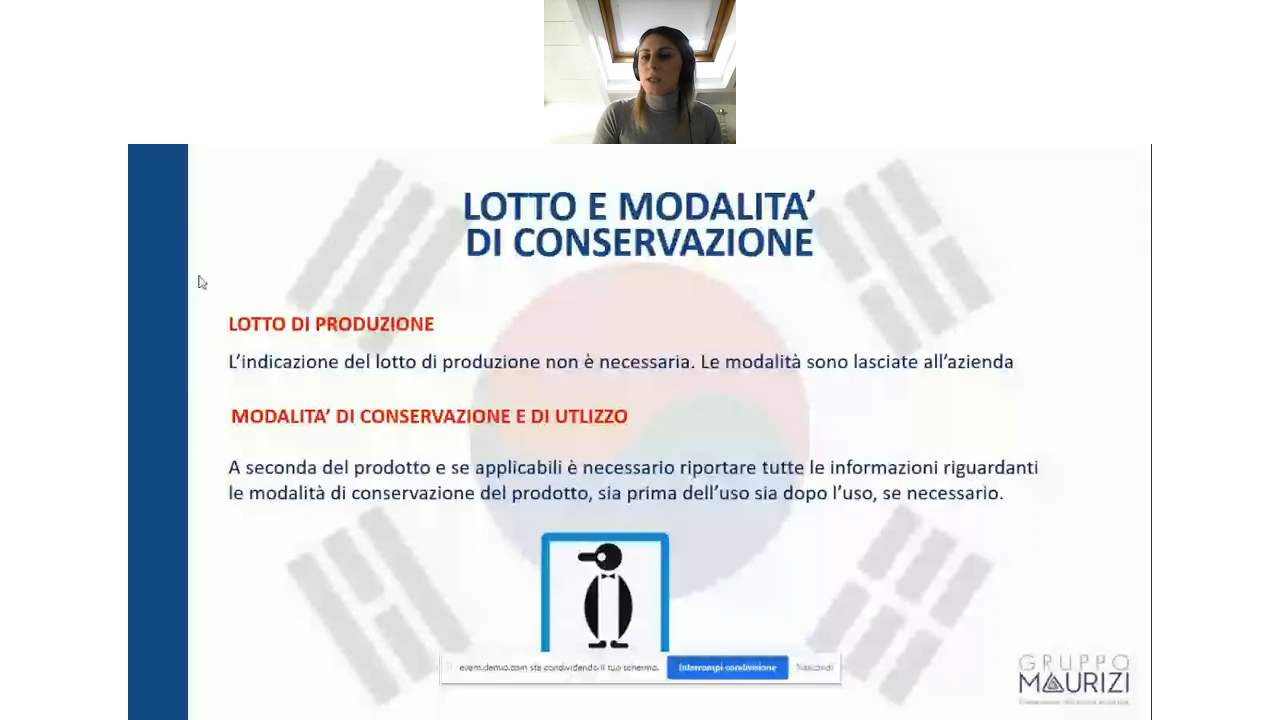 LOTTO E MODALITA'
DI CONSERVAZIONE
LOTTO DI PRODUZIONE
L'indicazione del lotto di produzione non è necessaria. Le modalità sono lasciate all'azienda
MODALITA' DI CONSERVAZIONE E DI UTLIZZO
A seconda del prodotto e se applicabili è necessario riportare tutte le informazioni riguardanti
le modalità di conservazione del prodotto, sia prima dell'uso sia dopo l'uso, se necessario.
event.demio.com sta condividendo il tuo schermo. Interrompi condivisione Nascondi
GRUPPO
MAURIZI